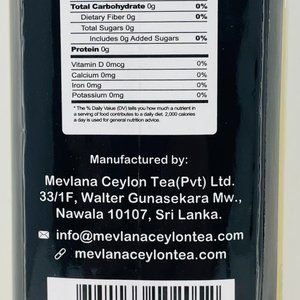 Total Carbohydrate 0g 0%
Dietary Fiber 0g 0%
Total Sugars 0g
Includes 0g Added Sugars 0%
Protein 0g
Vitamin D 0mcg 0%
Calcium 0mg 0%
Iron 0mg 0%
Potassium 0mg 0%
* The % Daily Value (DV) tells you how much a nutrient in
a serving of food contributes to a daily diet. 2,000 calories
a day is used for general nutrition advice.
Manufactured by:
Mevlana Ceylon Tea(Pvt) Ltd.
33/1F, Walter Gunasekara Mw.,
Nawala 10107, Sri Lanka.
info@mevlanaceylontea.com
mevlanaceylontea.com